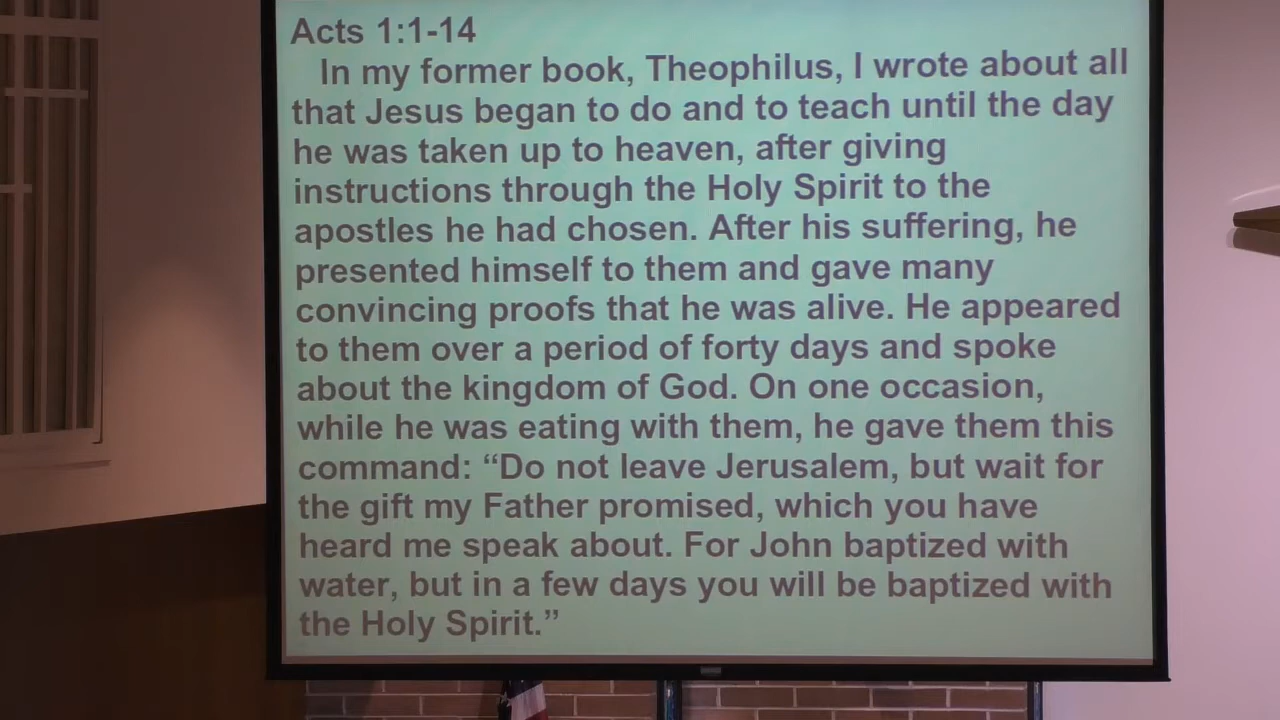 Acts 1:1-14
In my former book, Theophilus, I wrote about all
that Jesus began to do and to teach until the day
he was taken up to heaven, after giving
instructions through the Holy Spirit to the
apostles he had chosen. After his suffering, he
presented himself to them and gave many
convincing proofs that he was alive. He appeared
to them over a period of forty days and spoke
about the kingdom of God. On one occasion,
while he was eating with them, he gave them this
command: “Do not leave Jerusalem, but wait for
the gift my Father promised, which you have
heard me speak about. For John baptized with
water, but in a few days you will be baptized with
the Holy Spirit.”